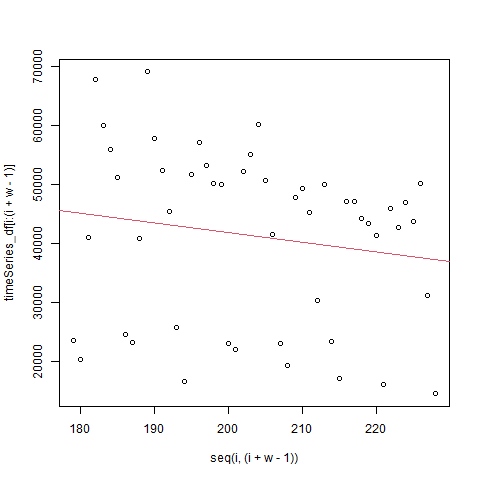 70000
60000
50000
40000
30000
20000
timeSeries_df[i:(i + w - 1)]
180 190 200 210 220
seq(i, (i + w - 1))